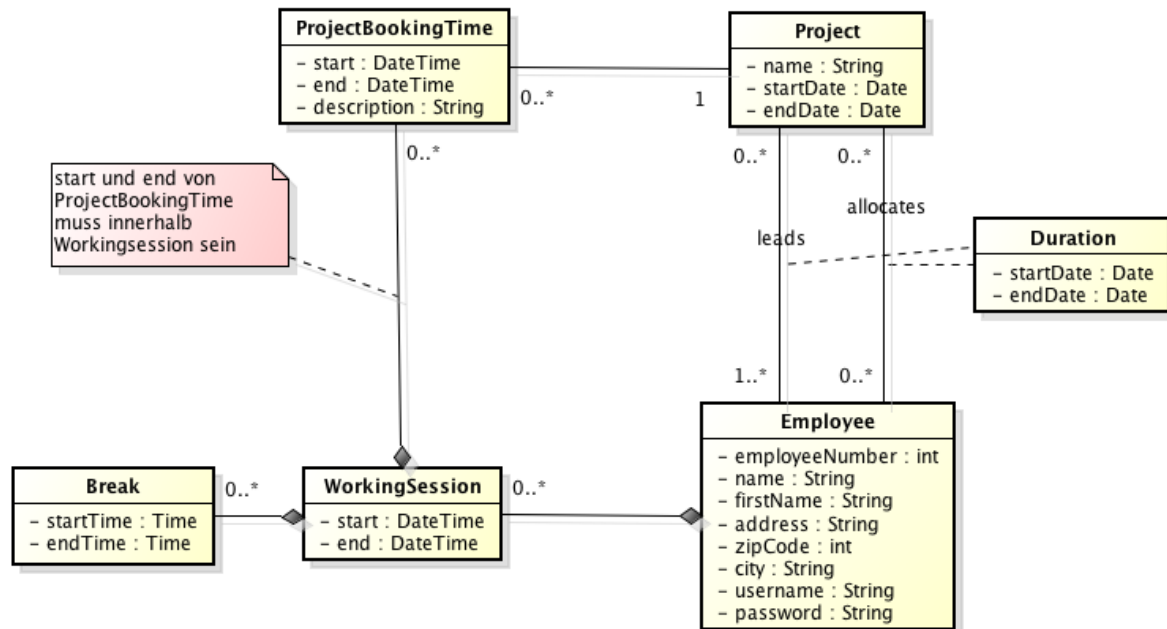 ProjectBookingTime
- start : DateTime
- end : DateTime
- description : String
0..*
1
Project
- name : String
- startDate : Date
- endDate : Date
0..*
0..*
0..*
start und end von
ProjectBookingTime
muss innerhalb
Workingsession sein
allocates
leads
Duration
- startDate : Date
- endDate : Date
1..*
0..*
Employee
- employeeNumber : int
- name : String
- firstName : String
- address : String
- zipCode : int
- city : String
- username : String
- password : String
Break
- startTime : Time
- endTime : Time
0..*
WorkingSession
- start : DateTime
- end : DateTime
0..*